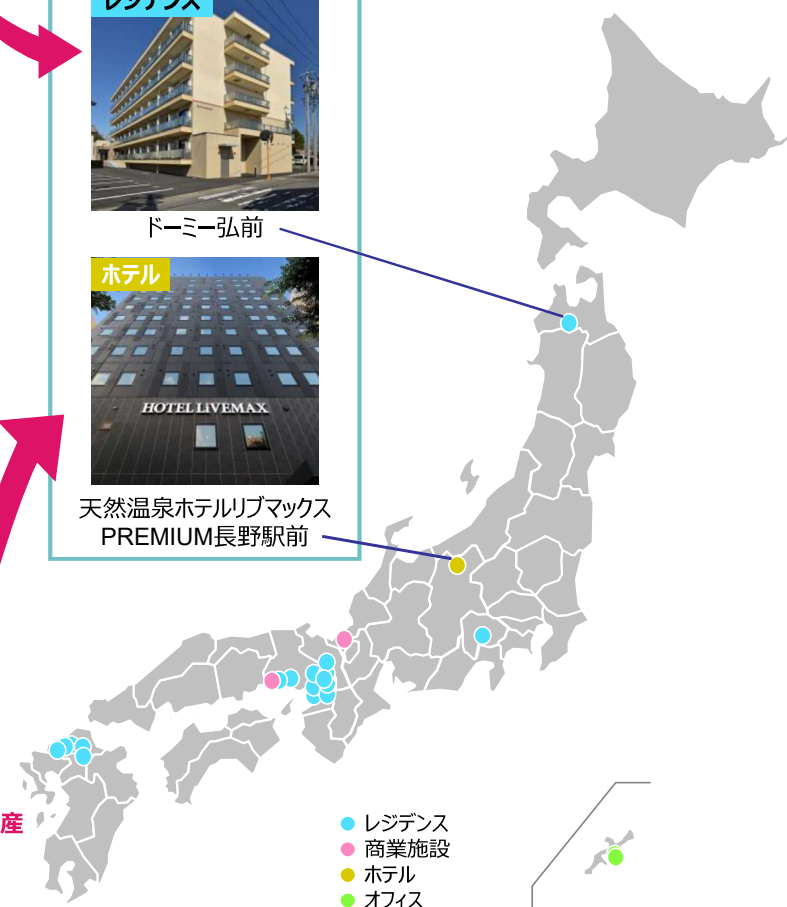 レジデンス
ドーミー弘前
ホテル
HOTEL LiVEMAX
天然温泉ホテルリブマックス
PREMIUM長野駅前
産
レジデンス
商業施設
ホテル
オフィス